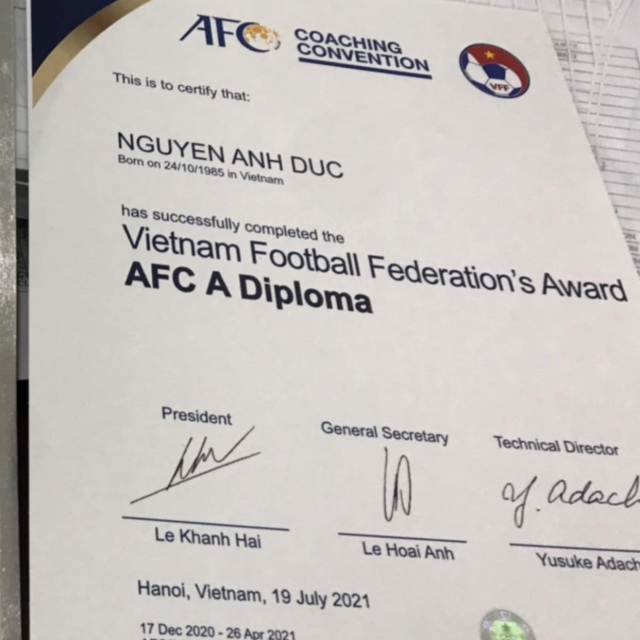 AFC COACHING
CONVENTION
VFF
This is to certify that:
NGUYEN ANH DUC
Born on 24/10/1985 in Vietnam
has successfully completed the
Vietnam Football Federation's Award
AFC A Diploma
President
General Secretary
Technical Director
Y. Adach
Le Khanh Hai
Le Hoai Anh
Yusuke Adach
Hanoi, Vietnam, 19 July 2021
17 Dec 2020 - 26 Apr 2021